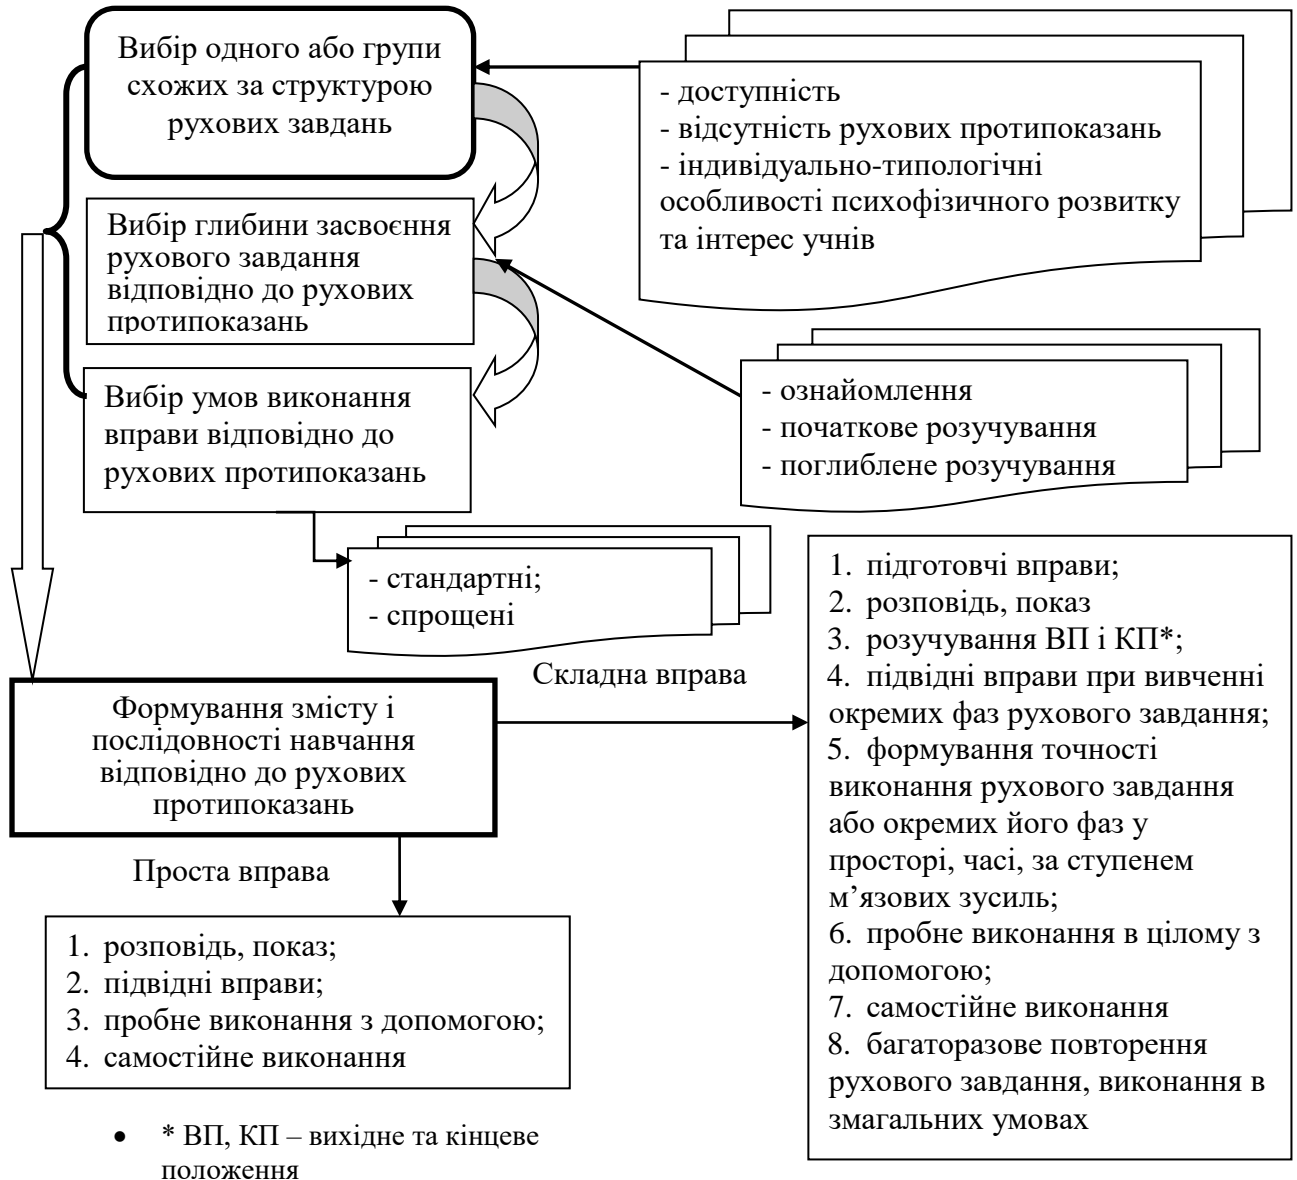 Вибір одного або групи
схожих за структурою
рухових завдань
- доступність
- відсутність рухових протипоказань
- індивідуально-типологічні
особливості психофізичного розвитку
та інтерес учнів
Вибір глибини засвоєння
рухового завдання
відповідно до рухових
протипоказань
- ознайомлення
- початкове розучування
- поглиблене розучування
Вибір умов виконання
вправи відповідно до
рухових протипоказань
- стандартні;
- спрощені
Складна вправа
Формування змісту і
послідовності навчання
відповідно до рухових
протипоказань
1. підготовчі вправи;
2. розповідь, показ
3. розучування ВП і КП*;
4. підвідні вправи при вивченні
окремих фаз рухового завдання;
5. формування точності
виконання рухового завдання
або окремих його фаз у
просторі, часі, за ступенем
м’язових зусиль;
6. пробне виконання в цілому з
допомогою;
7. самостійне виконання
8. багаторазове повторення
рухового завдання, виконання в
змагальних умовах
Проста вправа
1. розповідь, показ;
2. підвідні вправи;
3. пробне виконання з допомогою;
4. самостійне виконання
• * ВП, КП – вихідне та кінцеве
положення